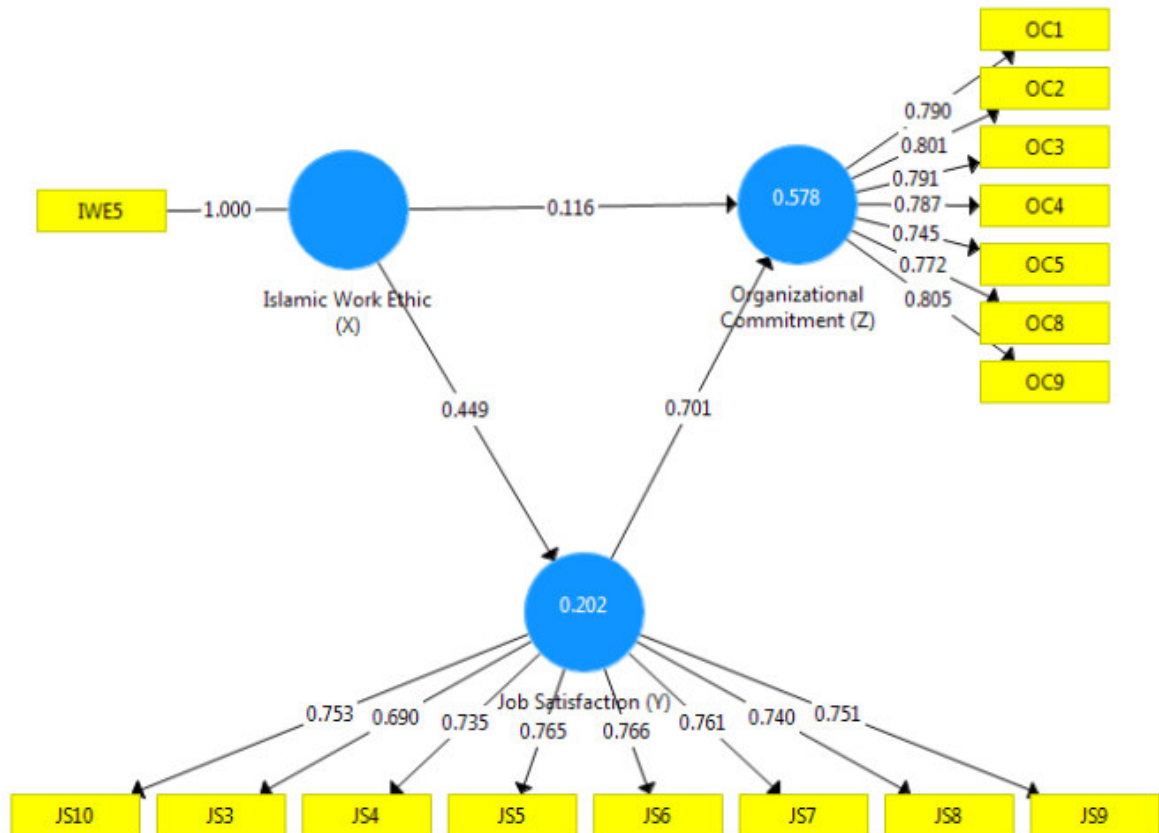 OC1
OC2
0.790
0.801
OC3
0.791
IWE5
1.000
0.116
0.578
0.787
OC4
0.745
OC5
0.772
Islamic Work Ethic
(X)
Organizational
Commitment (Z)
0.805
OC8
OC9
0.449
0.701
0.202
Job Satisfaction (Y)
0.753
0.690
0.735
0.765
0.766
0.761
0.740
0.751
JS10
JS3
JS4
JS5
JS6
JS7
JS8
JS9